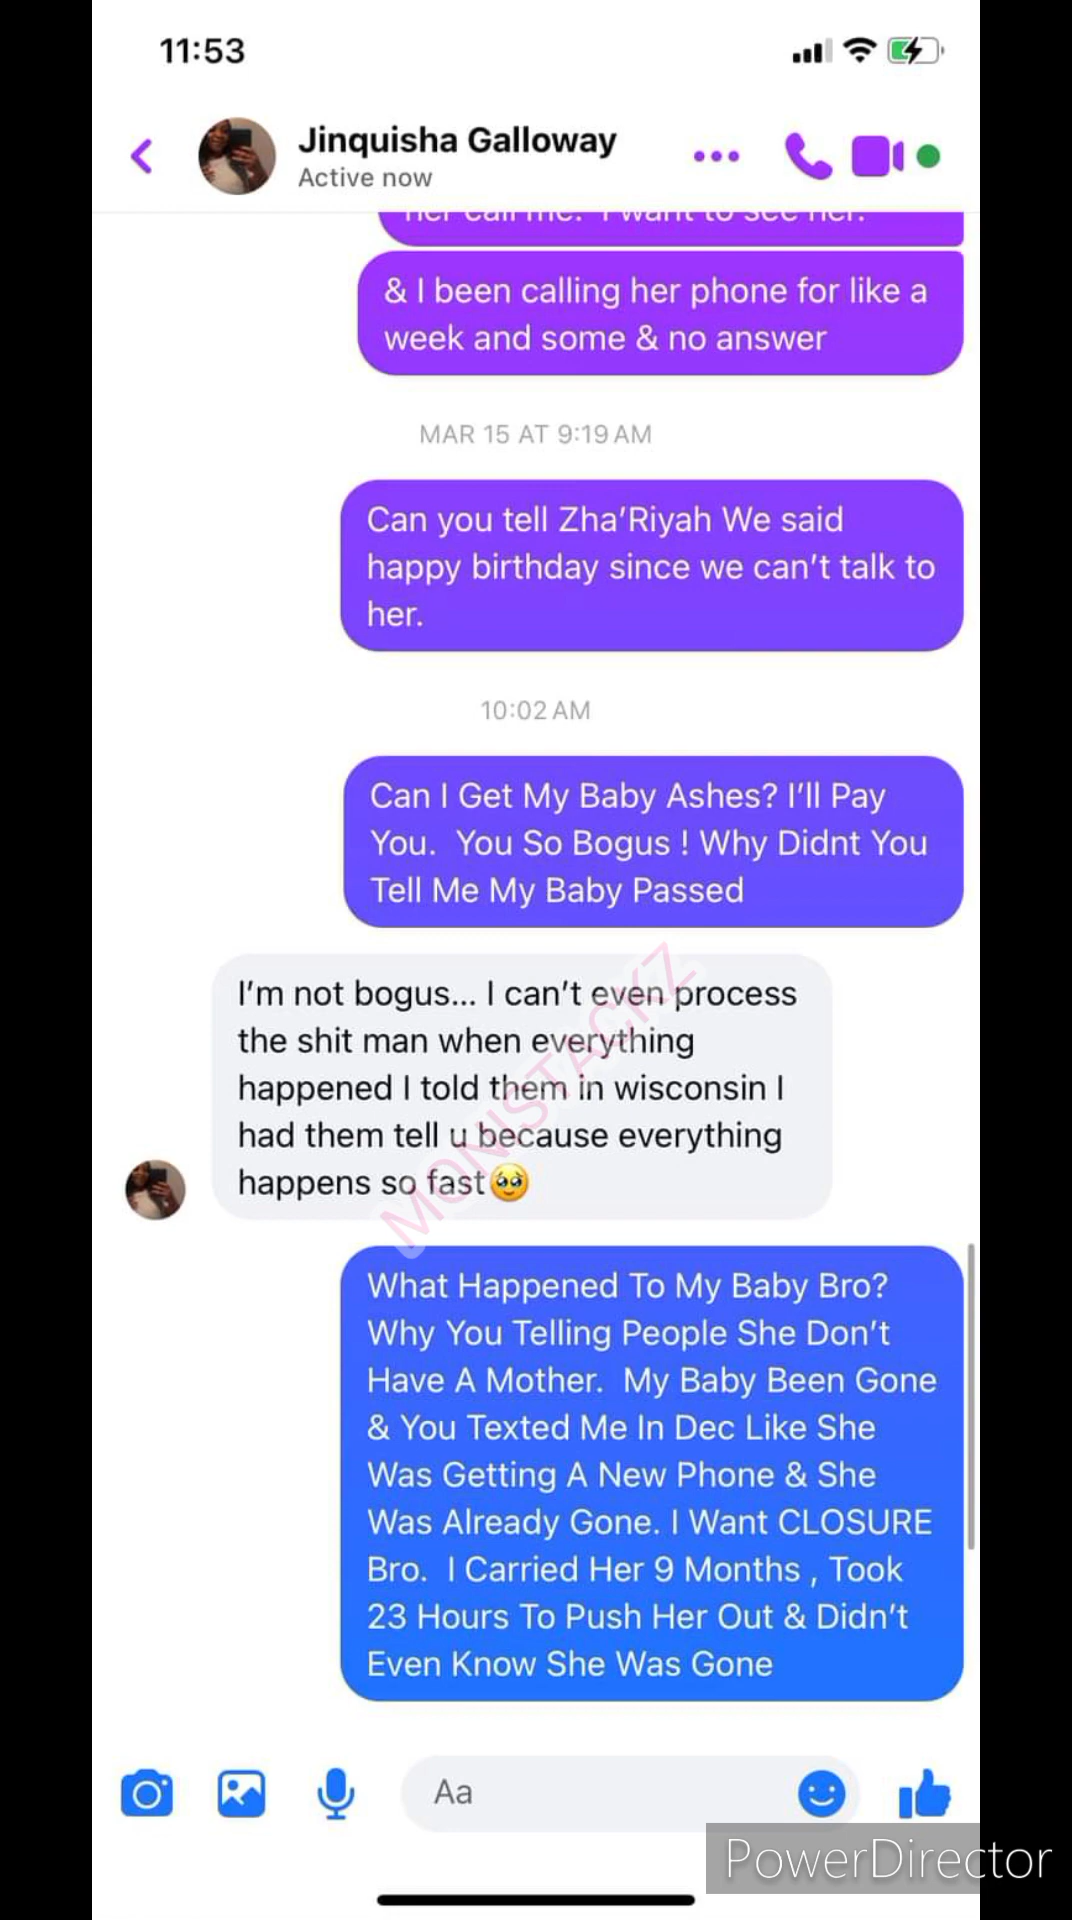 11:53
Jinquisha Galloway
Active now
her call me. I want to see her.
& I been calling her phone for like a
week and some & no answer
MAR 15 AT 9:19 AM
Can you tell Zha’Riyah We said
happy birthday since we can’t talk to
her.
10:02 AM
Can I Get My Baby Ashes? I’ll Pay
You.  You So Bogus ! Why Didnt You
Tell Me My Baby Passed
I’m not bogus... I can’t even process
the shit man when everything
happened I told them in wisconsin I
had them tell u because everything
happens so fast🥹
MONISTACKZ
What Happened To My Baby Bro?
Why You Telling People She Don’t
Have A Mother.  My Baby Been Gone
& You Texted Me In Dec Like She
Was Getting A New Phone & She
Was Already Gone. I Want CLOSURE
Bro.  I Carried Her 9 Months , Took
23 Hours To Push Her Out & Didn’t
Even Know She Was Gone
Aa
PowerDirector